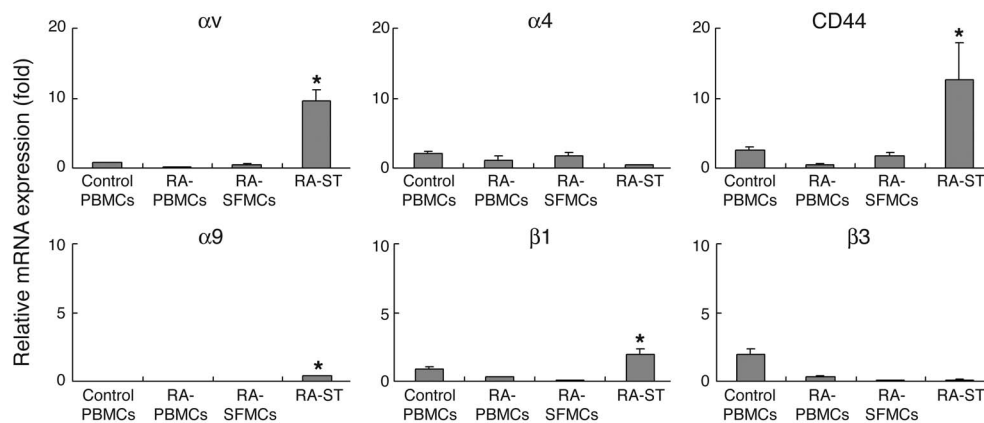 Relative mRNA expression (fold)
αv
20
10
0
*
Control PBMCs
RA-PBMCs
RA-SFMCs
RA-ST
α4
20
10
0
Control PBMCs
RA-PBMCs
RA-SFMCs
RA-ST
CD44
20
10
0
*
Control PBMCs
RA-PBMCs
RA-SFMCs
RA-ST
α9
10
5
0
*
Control PBMCs
RA-PBMCs
RA-SFMCs
RA-ST
β1
10
5
0
*
Control PBMCs
RA-PBMCs
RA-SFMCs
RA-ST
β3
10
5
0
Control PBMCs
RA-PBMCs
RA-SFMCs
RA-ST